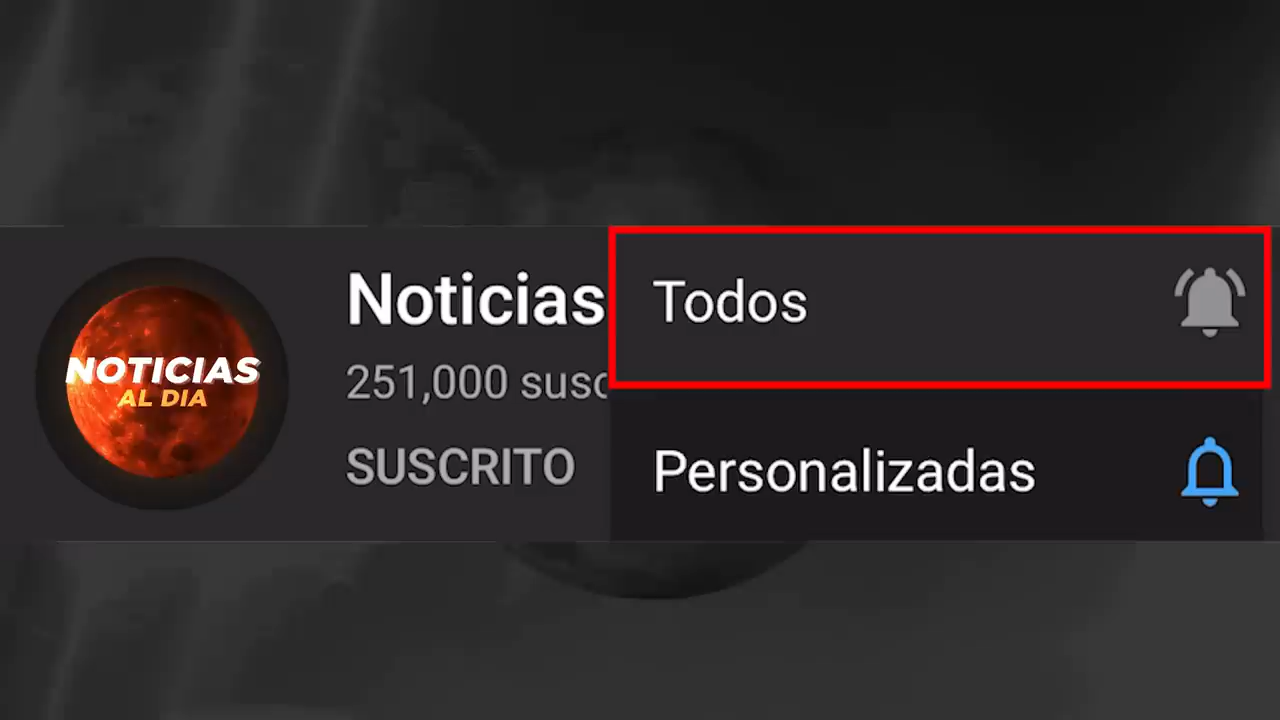 NOTICIAS
AL DIA
Noticias
251,000 susc
SUSCRITO
Todos
Personalizadas